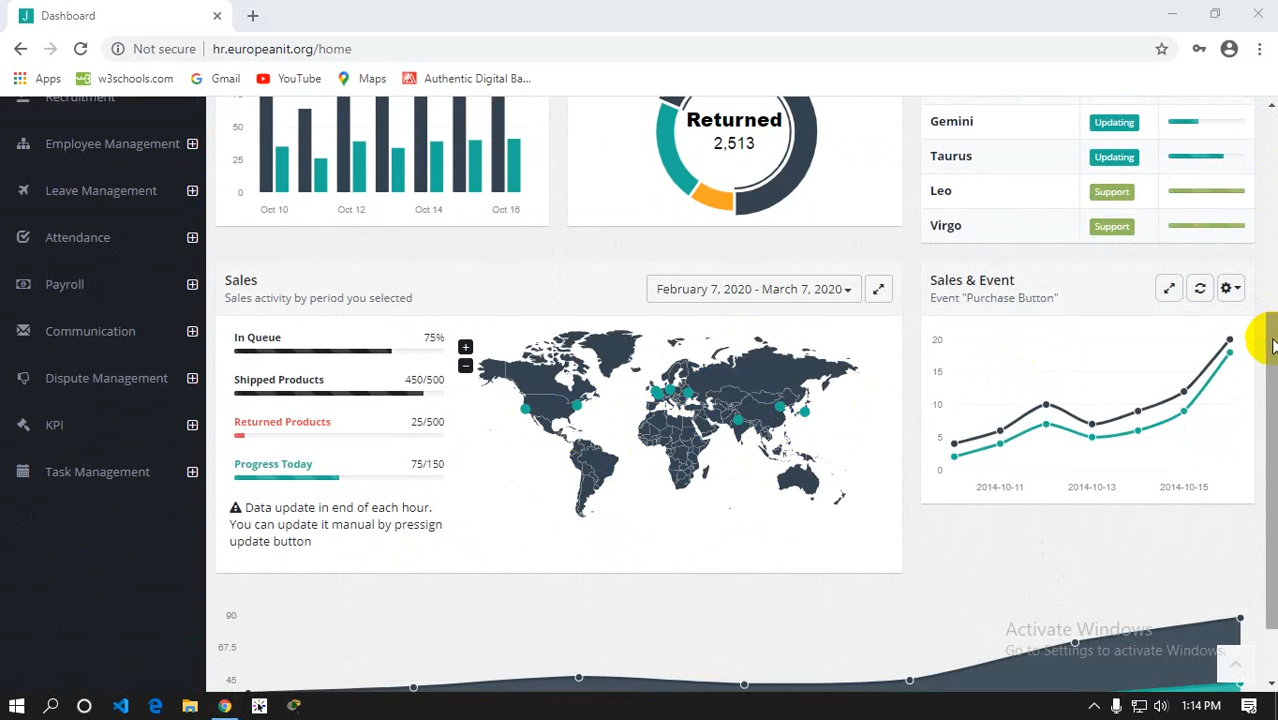 Dashboard
Not secure
hr.europeanit.org/home
Apps
w3schools.com
Gmail
YouTube
Maps
Authentic Digital Ba...
Recruitment
Employee Management
Leave Management
Attendance
Payroll
Communication
Dispute Management
KPI
Task Management
75
50
25
0
Oct 10
Oct 12
Oct 14
Oct 16
Returned
2,513
Gemini
Updating
Taurus
Updating
Leo
Support
Virgo
Support
Sales
Sales activity by period you selected
February 7, 2020 - March 7, 2020
In Queue
75%
Shipped Products
450/500
Returned Products
25/500
Progress Today
75/150
Data update in end of each hour.
You can update it manual by pressign
update button
+
−
Sales & Event
Event "Purchase Button"
20
15
10
5
0
2014-10-11
2014-10-13
2014-10-15
90
67.5
45
Activate Windows
Go to Settings to activate Windows.
1:14 PM